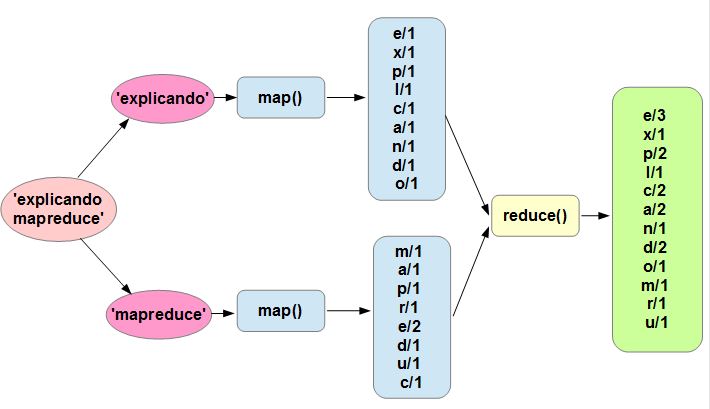 'explicando
mapreduce'
'explicando'
map()
e/1
x/1
p/1
l/1
c/1
a/1
n/1
d/1
o/1
'mapreduce'
map()
m/1
a/1
p/1
r/1
e/2
d/1
u/1
c/1
reduce()
e/3
x/1
p/2
l/1
c/2
a/2
n/1
d/2
o/1
m/1
r/1
u/1